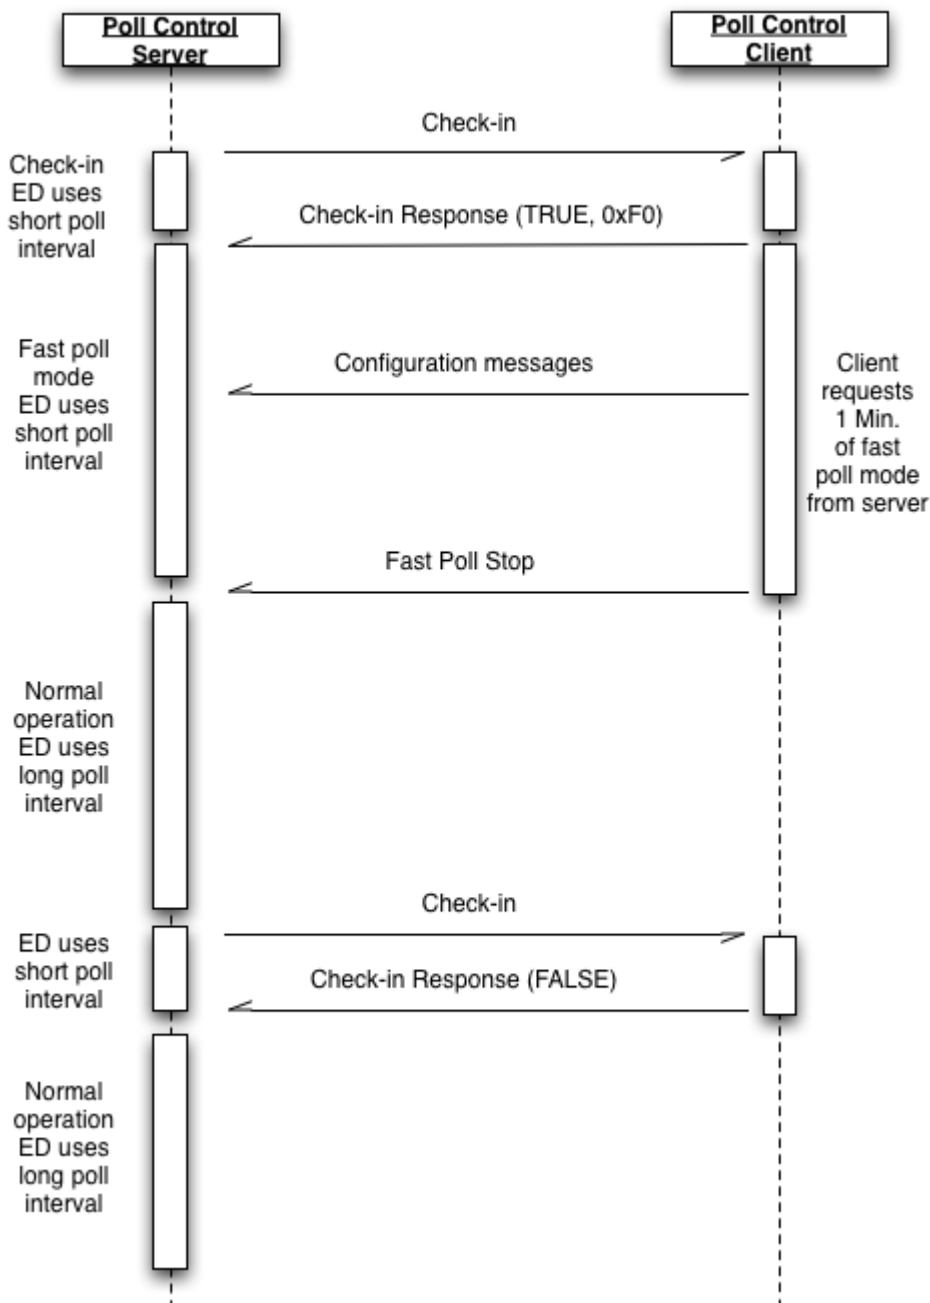 Poll Control
Server
Poll Control
Client
Check-in
Check-in
ED uses
short poll
interval
Check-in Response (TRUE, 0xF0)
Fast poll
mode
ED uses
short poll
interval
Configuration messages
Client
requests
1 Min.
of fast
poll mode
from server
Fast Poll Stop
Normal
operation
ED uses
long poll
interval
Check-in
ED uses
short poll
interval
Check-in Response (FALSE)
Normal
operation
ED uses
long poll
interval